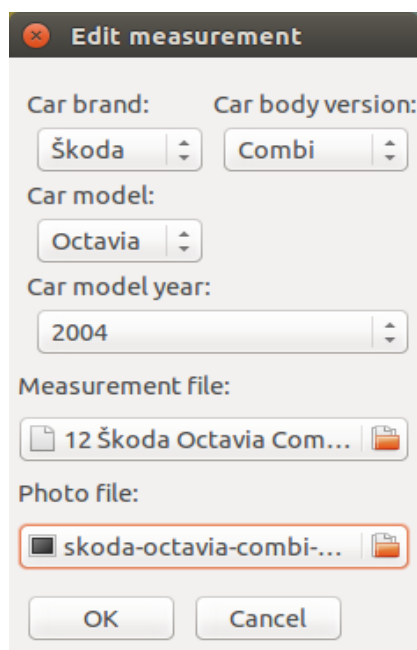 Edit measurement
Car brand: Car body version:
Škoda Combi
Car model:
Octavia
Car model year:
2004
Measurement file:
12 Škoda Octavia Com...
Photo file:
skoda-octavia-combi-...
OK Cancel